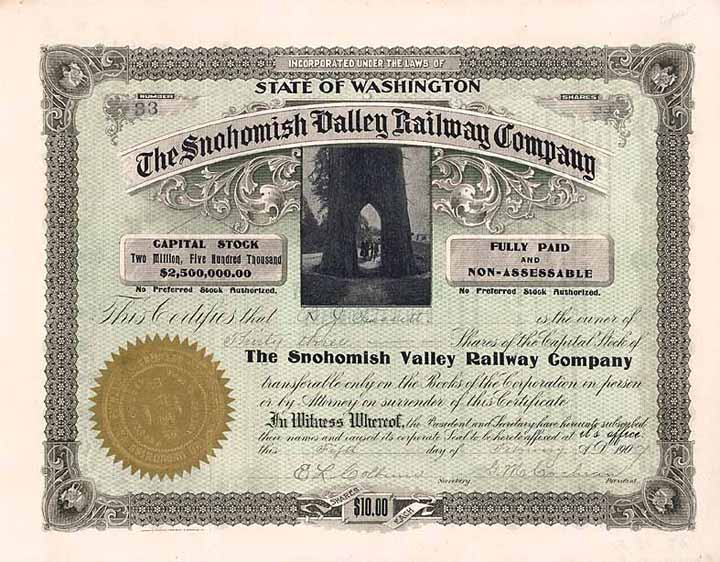 INCORPORATED UNDER THE LAWS OF
STATE OF WASHINGTON
NUMBER
33
SHARES
The Snohomish Valley Railway Company
CAPITAL STOCK
Two Million, Five Hundred Thousand
$2,500,000.00
No Preferred Stock Authorized.
FULLY PAID
AND
NON-ASSESSABLE
No Preferred Stock Authorized.
This Certifies that is the owner of
Thirty three Shares of the Capital Stock of
The Snohomish Valley Railway Company
transferable only on the Books of the Corporation in person
or by Attorney on surrender of this Certificate
In Witness Whereof, the President and Secretary have hereunto subscribed
their names and caused its corporate Seal to be hereto affixed at its office
this Fifth day of February A.D. 190
Secretary
President
SHARES
$10.00
EACH